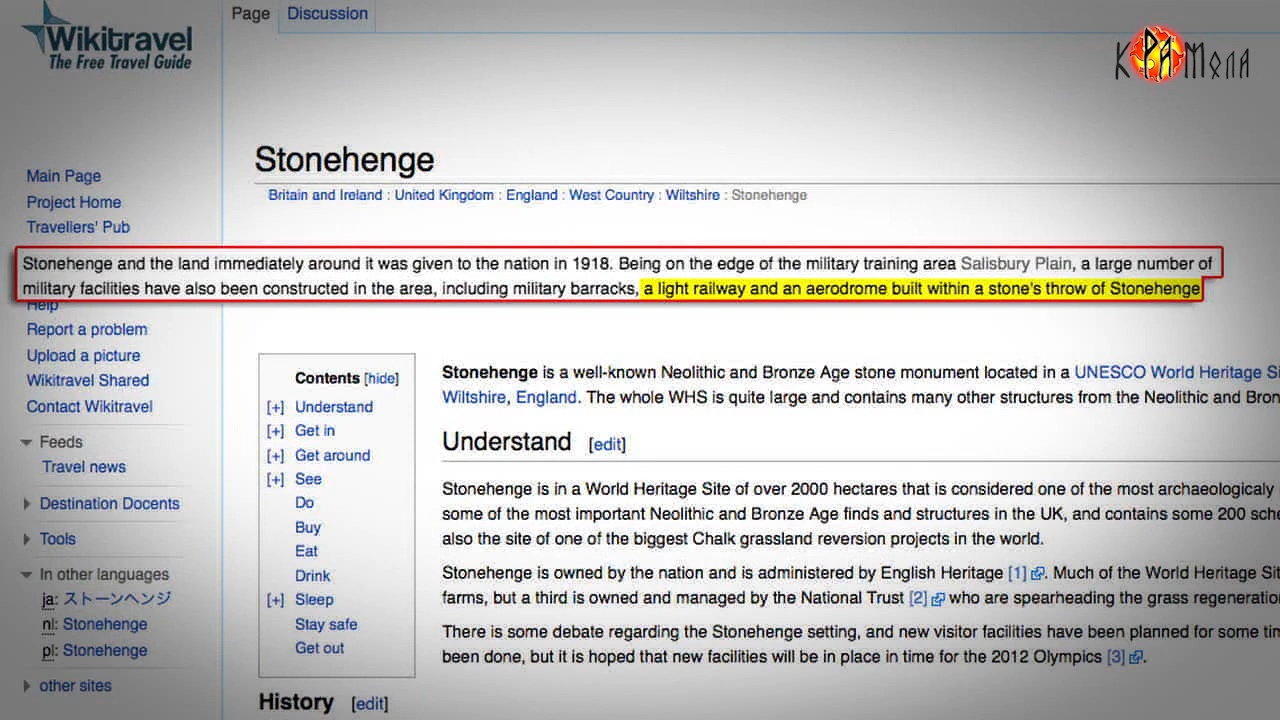 Wikitravel
The Free Travel Guide
Page
Discussion
КРАМОЛА
Main Page
Project Home
Travellers' Pub
Help
Report a problem
Upload a picture
Wikitravel Shared
Contact Wikitravel
Feeds
Travel news
Destination Docents
Tools
In other languages
ja: ストーンヘンジ
nl: Stonehenge
pl: Stonehenge
other sites
Stonehenge
Britain and Ireland : United Kingdom : England : West Country : Wiltshire : Stonehenge
Stonehenge and the land immediately around it was given to the nation in 1918. Being on the edge of the military training area Salisbury Plain, a large number of
military facilities have also been constructed in the area, including military barracks, a light railway and an aerodrome built within a stone's throw of Stonehenge
Contents [hide]
[+] Understand
[+] Get in
[+] Get around
[+] See
Do
Buy
Eat
Drink
[+] Sleep
Stay safe
Get out
Stonehenge is a well-known Neolithic and Bronze Age stone monument located in a UNESCO World Heritage Si
Wiltshire, England. The whole WHS is quite large and contains many other structures from the Neolithic and Bron
Understand [edit]
Stonehenge is in a World Heritage Site of over 2000 hectares that is considered one of the most archaeologicaly
some of the most important Neolithic and Bronze Age finds and structures in the UK, and contains some 200 sche
also the site of one of the biggest Chalk grassland reversion projects in the world.
Stonehenge is owned by the nation and is administered by English Heritage [1]. Much of the World Heritage Sit
farms, but a third is owned and managed by the National Trust [2] who are spearheading the grass regeneratio
There is some debate regarding the Stonehenge setting, and new visitor facilities have been planned for some tim
been done, but it is hoped that new facilities will be in place in time for the 2012 Olympics [3].
History [edit]